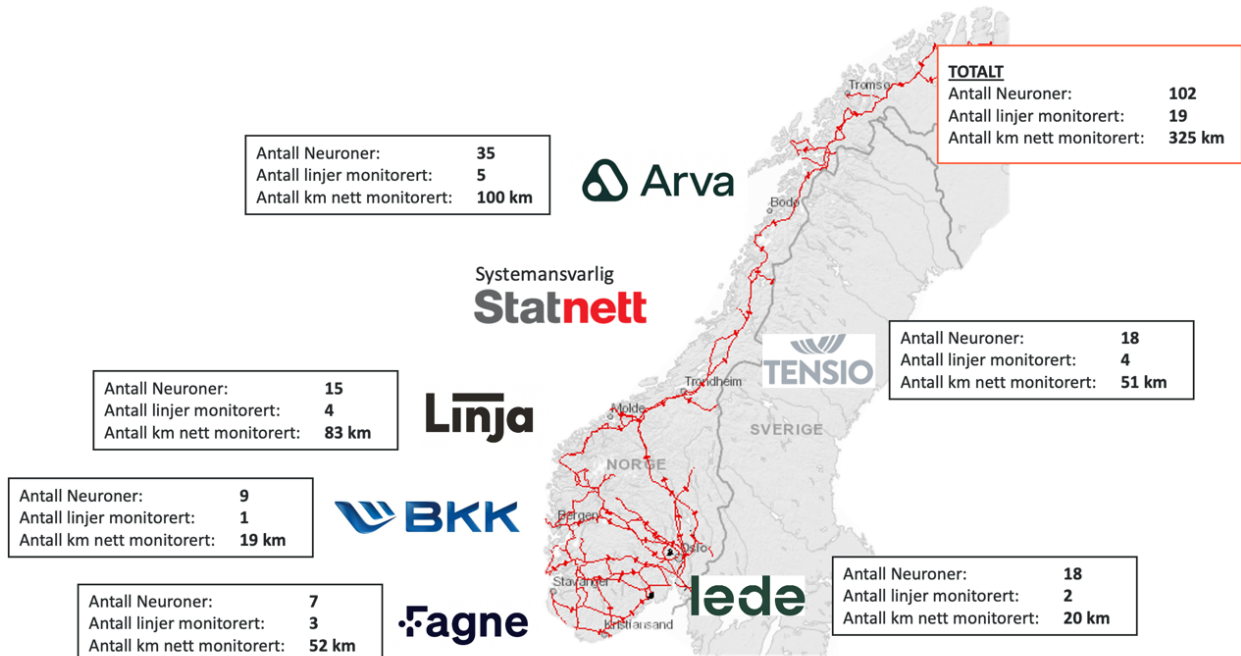 TOTALT
Antall Neuroner: 102
Antall linjer monitorert: 19
Antall km nett monitorert: 325 km
Tromsø
Antall Neuroner: 35
Antall linjer monitorert: 5
Antall km nett monitorert: 100 km
Arva
Bodø
Systemansvarlig
Statnett
Antall Neuroner: 18
Antall linjer monitorert: 4
Antall km nett monitorert: 51 km
TENSIO
Trondheim
Antall Neuroner: 15
Antall linjer monitorert: 4
Antall km nett monitorert: 83 km
Linja
Molde
SVERIGE
NORGE
Antall Neuroner: 9
Antall linjer monitorert: 1
Antall km nett monitorert: 19 km
BKK
Bergen
Oslo
Stavanger
Antall Neuroner: 18
Antall linjer monitorert: 2
Antall km nett monitorert: 20 km
lede
Antall Neuroner: 7
Antall linjer monitorert: 3
Antall km nett monitorert: 52 km
Fagne
Kristiansand